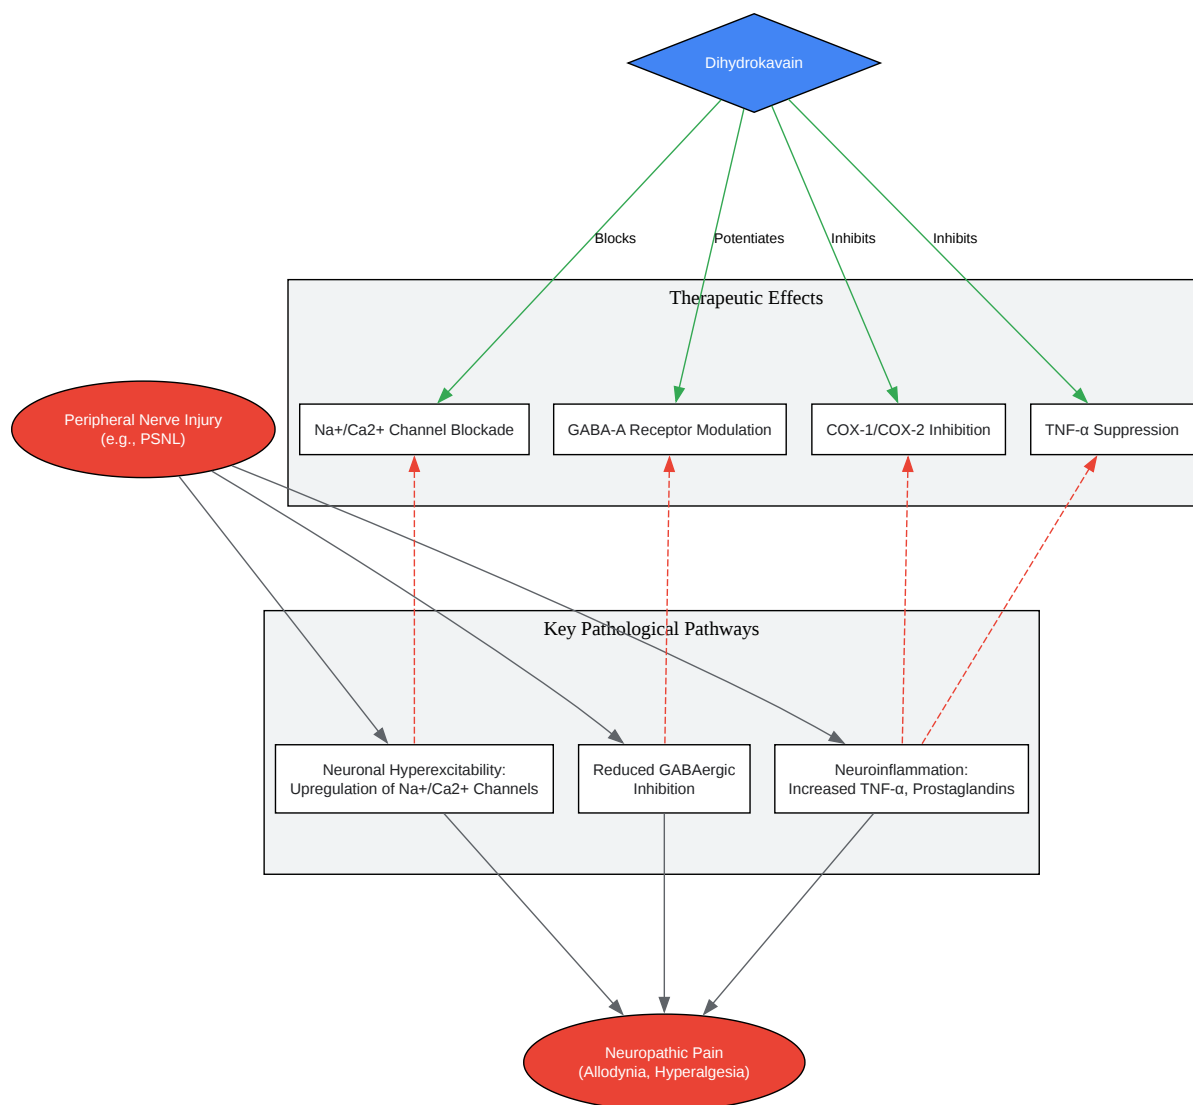 Dihydrokavain
Blocks
Potentiates
Inhibits
Inhibits
Therapeutic Effects
Peripheral Nerve Injury
(e.g., PSNL)
Na+/Ca2+ Channel Blockade
GABA-A Receptor Modulation
COX-1/COX-2 Inhibition
TNF-α Suppression
Key Pathological Pathways
Neuronal Hyperexcitability:
Upregulation of Na+/Ca2+ Channels
Reduced GABAergic
Inhibition
Neuroinflammation:
Increased TNF-α, Prostaglandins
Neuropathic Pain
(Allodynia, Hyperalgesia)